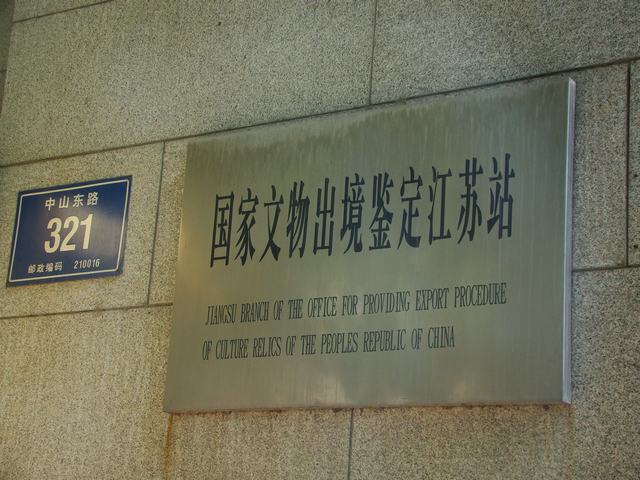 中山东路
321
邮政编码 210016
国家文物出境鉴定江苏站
JIANGSU BRANCH OF THE OFFICE FOR PROVIDING EXPORT PROCEDURE
OF CULTURE RELICS OF THE PEOPLES REPUBLIC OF CHINA